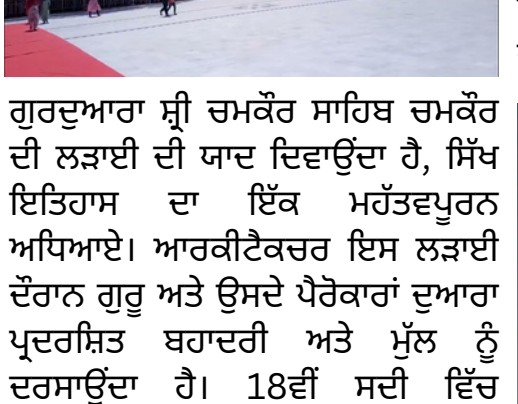 ਗੁਰਦੁਆਰਾ ਸ਼੍ਰੀ ਚਮਕੌਰ ਸਾਹਿਬ ਚਮਕੌਰ
ਦੀ ਲੜਾਈ ਦੀ ਯਾਦ ਦਿਵਾਉਂਦਾ ਹੈ, ਸਿੱਖ
ਇਤਿਹਾਸ ਦਾ ਇੱਕ ਮਹੱਤਵਪੂਰਨ
ਅਧਿਆਏ। ਆਰਕੀਟੈਕਚਰ ਇਸ ਲੜਾਈ
ਦੌਰਾਨ ਗੁਰੂ ਅਤੇ ਉਸਦੇ ਪੈਰੋਕਾਰਾਂ ਦੁਆਰਾ
ਪ੍ਰਦਰਸ਼ਿਤ ਬਹਾਦਰੀ ਅਤੇ ਮੁੱਲ ਨੂੰ
ਦਰਸਾਉਂਦਾ ਹੈ। 18ਵੀਂ ਸਦੀ ਵਿੱਚ